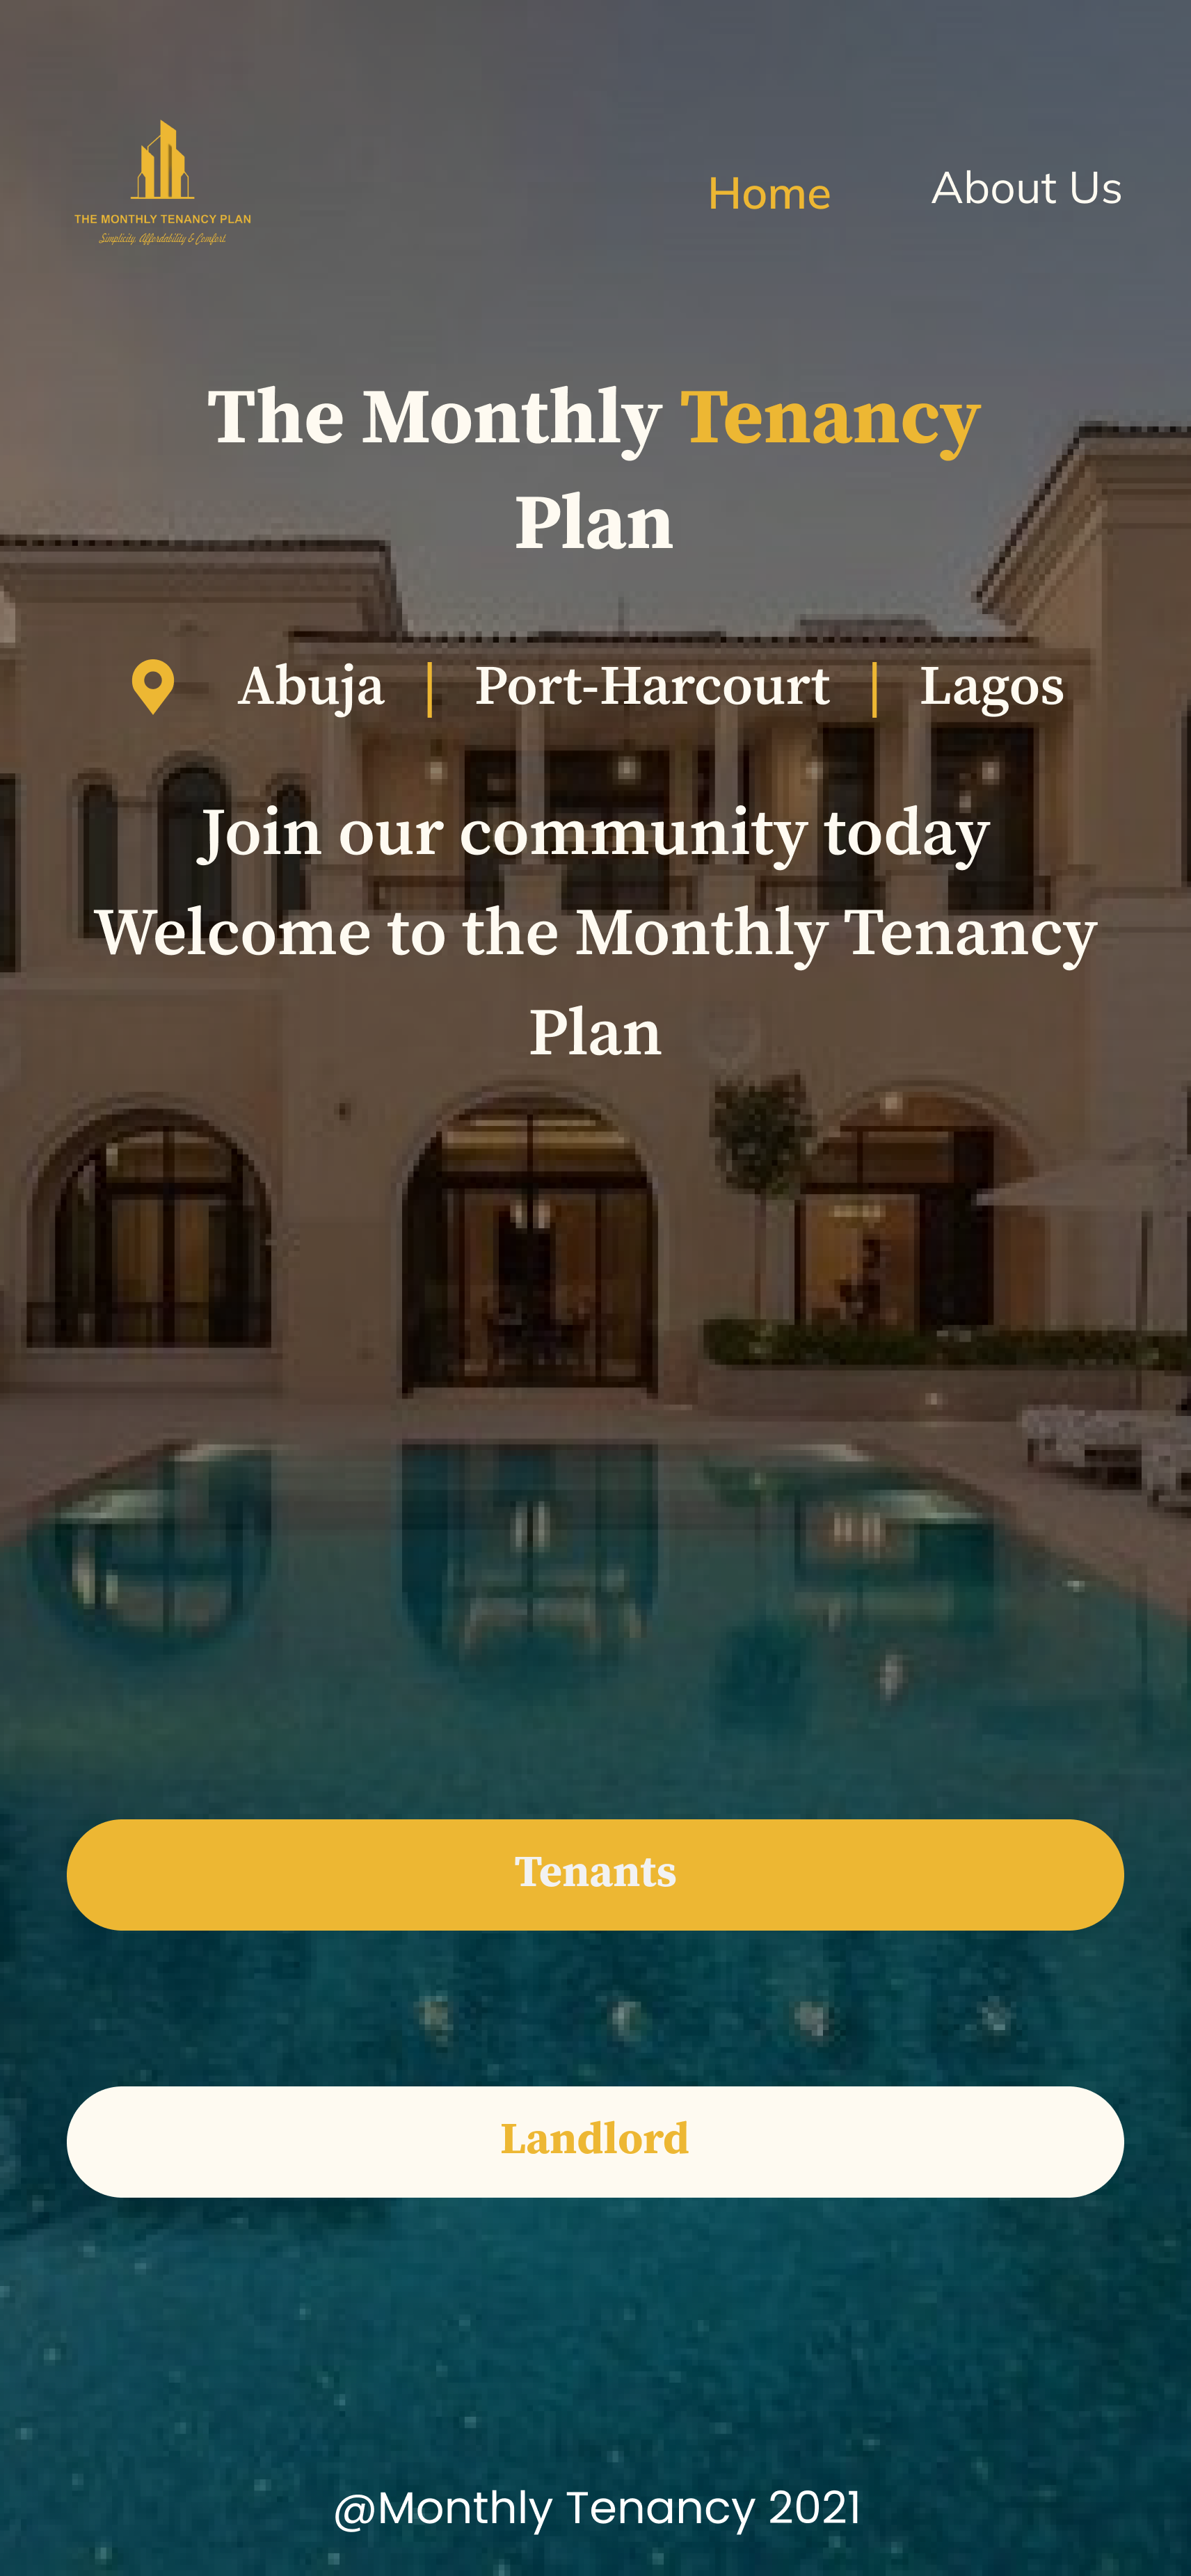 THE MONTHLY TENANCY PLAN
Simplicity, Affordability & Comfort
Home
About Us
The Monthly Tenancy
Plan
Abuja | Port-Harcourt | Lagos
Join our community today
Welcome to the Monthly Tenancy
Plan
Tenants
Landlord
@Monthly Tenancy 2021